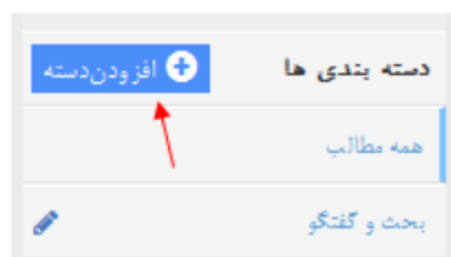 دسته بندی ها
افزودن‌دسته
همه مطالب
بحث و گفتگو